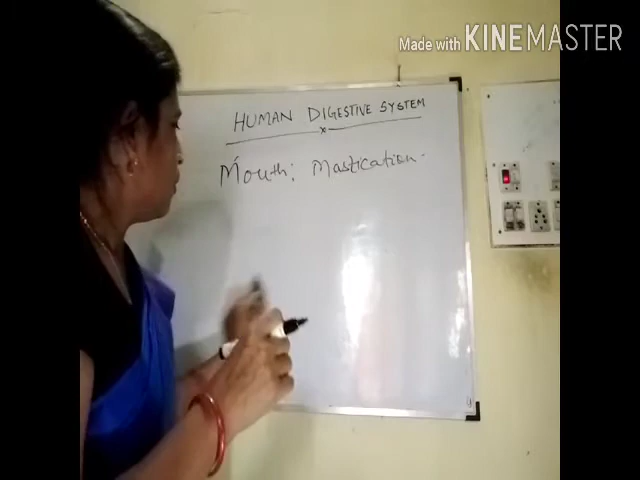 Made with KINEMASTER
HUMAN DIGESTIVE SYSTEM
Mouth: Mastication.